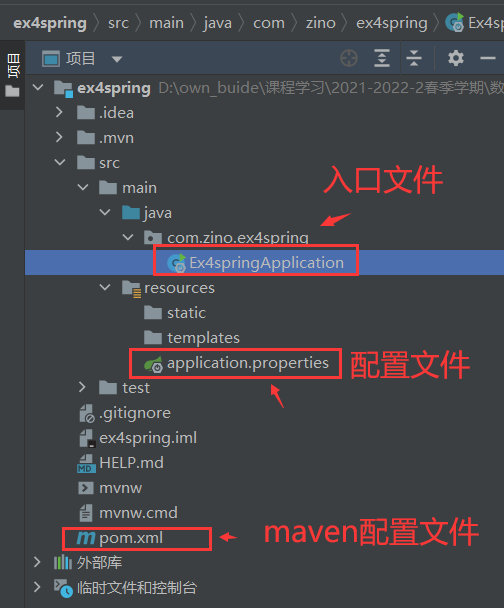 ex4spring › src › main › java › com › zino › ex4spring › Ex4s
项目
项目
ex4spring D:\own_buide\课程学习\2021-2022-2春季学期\数
.idea
.mvn
src
入口文件
main
java
com.zino.ex4spring
Ex4springApplication
resources
static
templates
application.properties
配置文件
test
.gitignore
ex4spring.iml
HELP.md
mvnw
mvnw.cmd
pom.xml
maven配置文件
外部库
临时文件和控制台